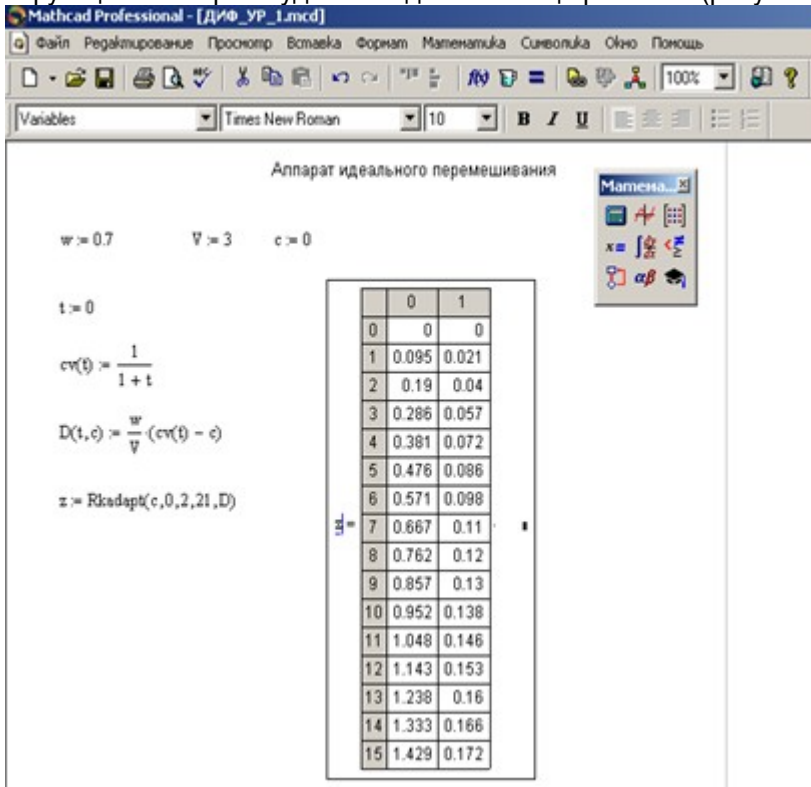 Mathcad Professional - [ДИФ_УР_1.mcd]
Файл Редактирование Просмотр Вставка Формат Математика Символика Окно Помощь
100%
Variables Times New Roman 10 B I U
Аппарат идеального перемешивания
Матема...
w := 0.7 V := 3 c := 0
t := 0
cv(t) := 1 / (1 + t)
D(t,c) := w / V · (cv(t) − c)
z := Rkadapt(c,0,2,21,D)
z =
0 1
0 0 0
1 0.095 0.021
2 0.19 0.04
3 0.286 0.057
4 0.381 0.072
5 0.476 0.086
6 0.571 0.098
7 0.667 0.11
8 0.762 0.12
9 0.857 0.13
10 0.952 0.138
11 1.048 0.146
12 1.143 0.153
13 1.238 0.16
14 1.333 0.166
15 1.429 0.172